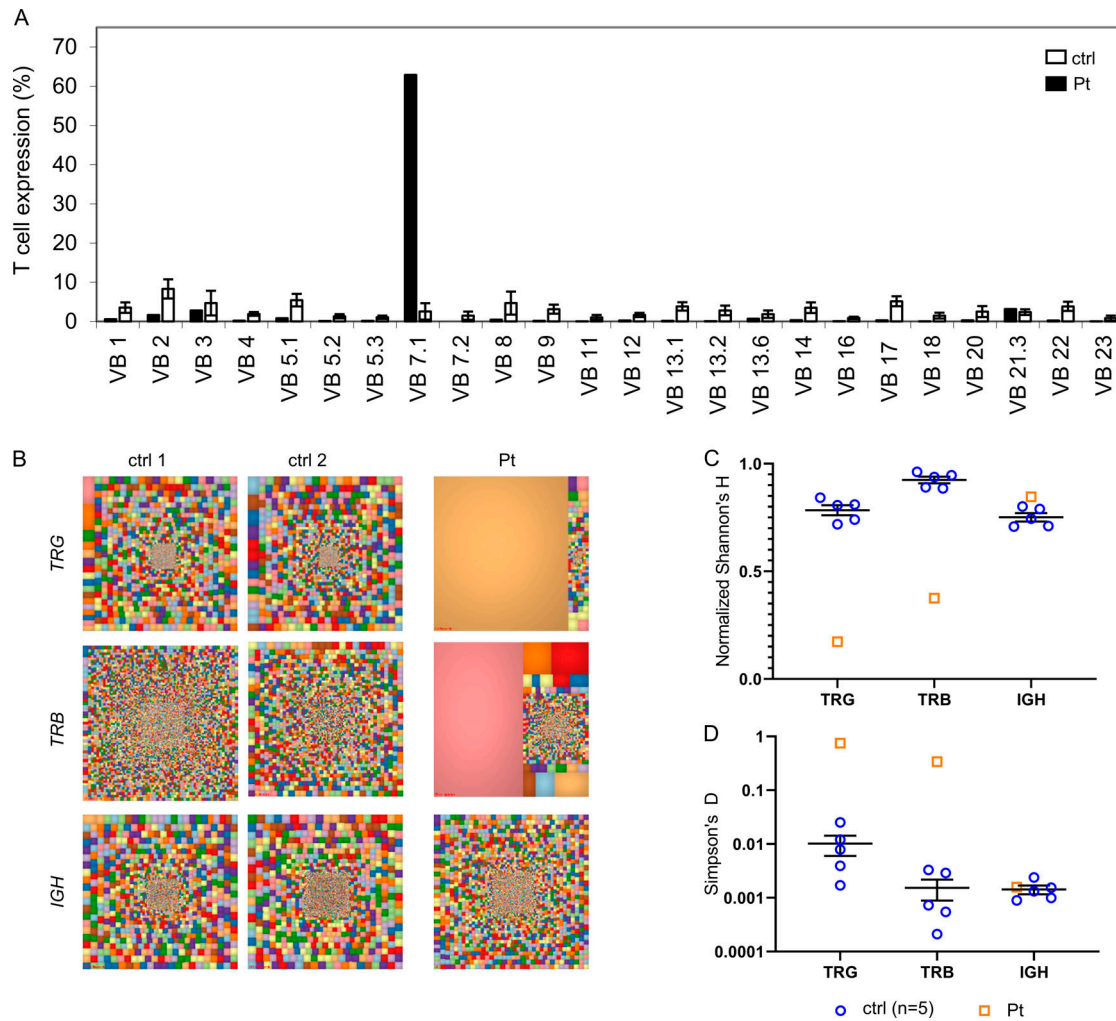 A
T cell expression (%)
70
60
50
40
30
20
10
0
ctrl
Pt
VB 1
VB 2
VB 3
VB 4
VB 5.1
VB 5.2
VB 5.3
VB 7.1
VB 7.2
VB 8
VB 9
VB 11
VB 12
VB 13.1
VB 13.2
VB 13.6
VB 14
VB 16
VB 17
VB 18
VB 20
VB 21.3
VB 22
VB 23
B
ctrl 1 ctrl 2 Pt
TRG
TRB
IGH
C
Normalized Shannon's H
1.0
0.5
0.0
TRG TRB IGH
D
Simpson's D
1
0.1
0.01
0.001
0.0001
TRG TRB IGH
ctrl (n=5) Pt